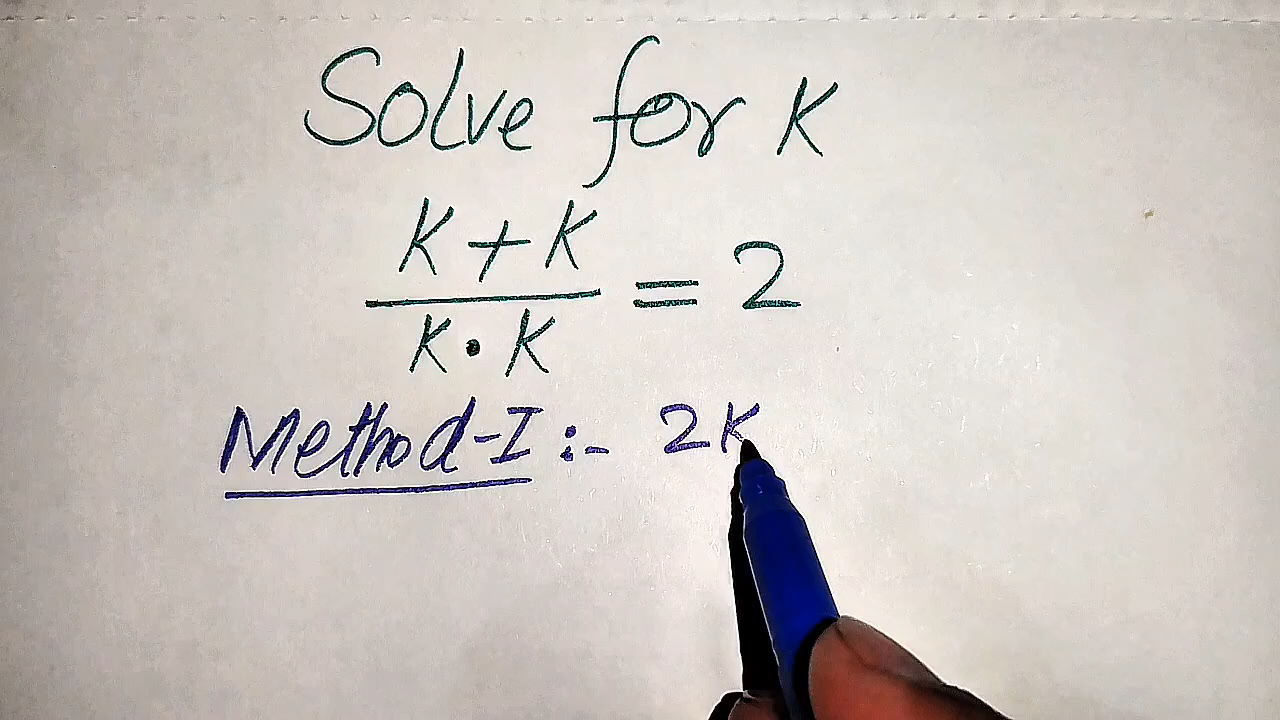 Solve for K
K + K
K · K = 2
Method-I :- 2K